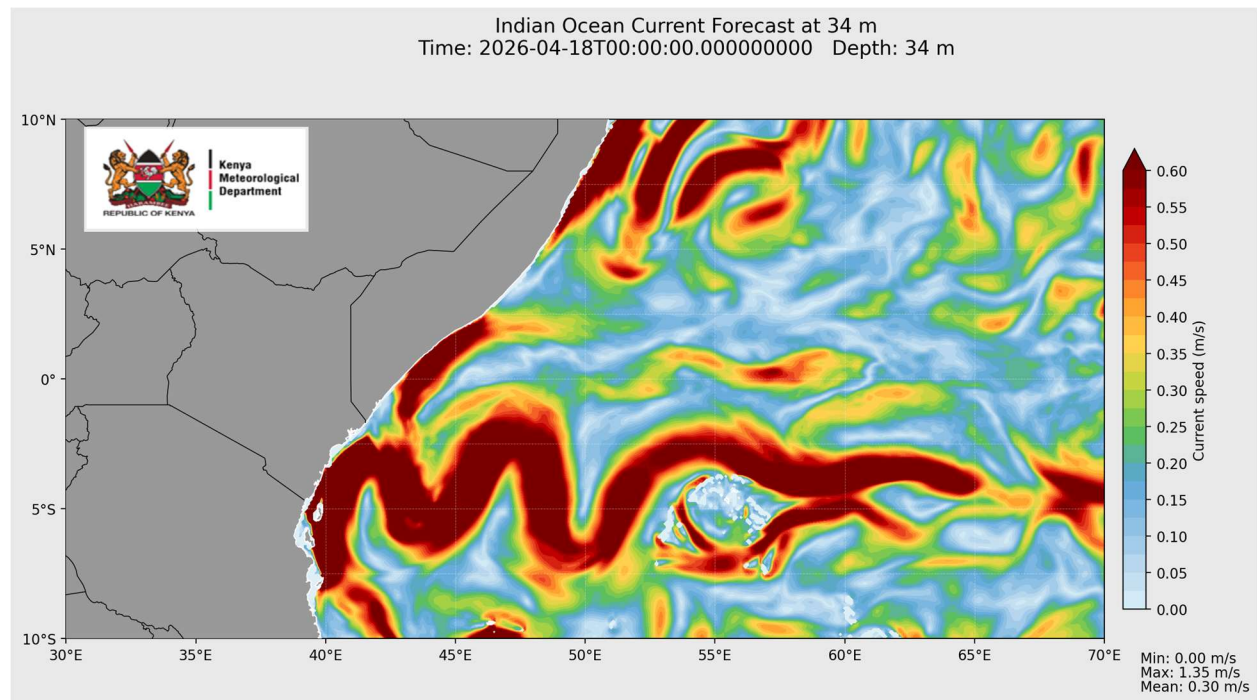 Indian Ocean Current Forecast at 34 m
Time: 2026-04-18T00:00:00.000000000   Depth: 34 m
10°N
5°N
0°
5°S
10°S
30°E
35°E
40°E
45°E
50°E
55°E
60°E
65°E
70°E
Kenya
Meteorological
Department
REPUBLIC OF KENYA
0.60
0.55
0.50
0.45
0.40
0.35
0.30
0.25
0.20
0.15
0.10
0.05
0.00
Current speed (m/s)
Min: 0.00 m/s
Max: 1.35 m/s
Mean: 0.30 m/s